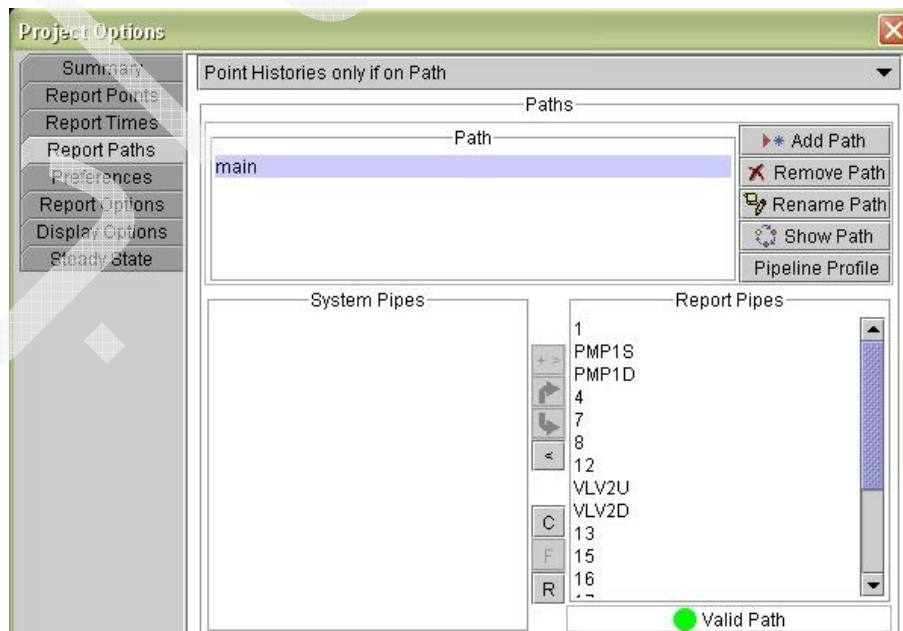 Project Options
Summary
Report Points
Report Times
Report Paths
Preferences
Report Options
Display Options
Steady State
Point Histories only if on Path
Paths
Path
main
Add Path
Remove Path
Rename Path
Show Path
Pipeline Profile
System Pipes
+ >
<
C
F
R
Report Pipes
1
PMP1S
PMP1D
4
7
8
12
VLV2U
VLV2D
13
15
16
Valid Path